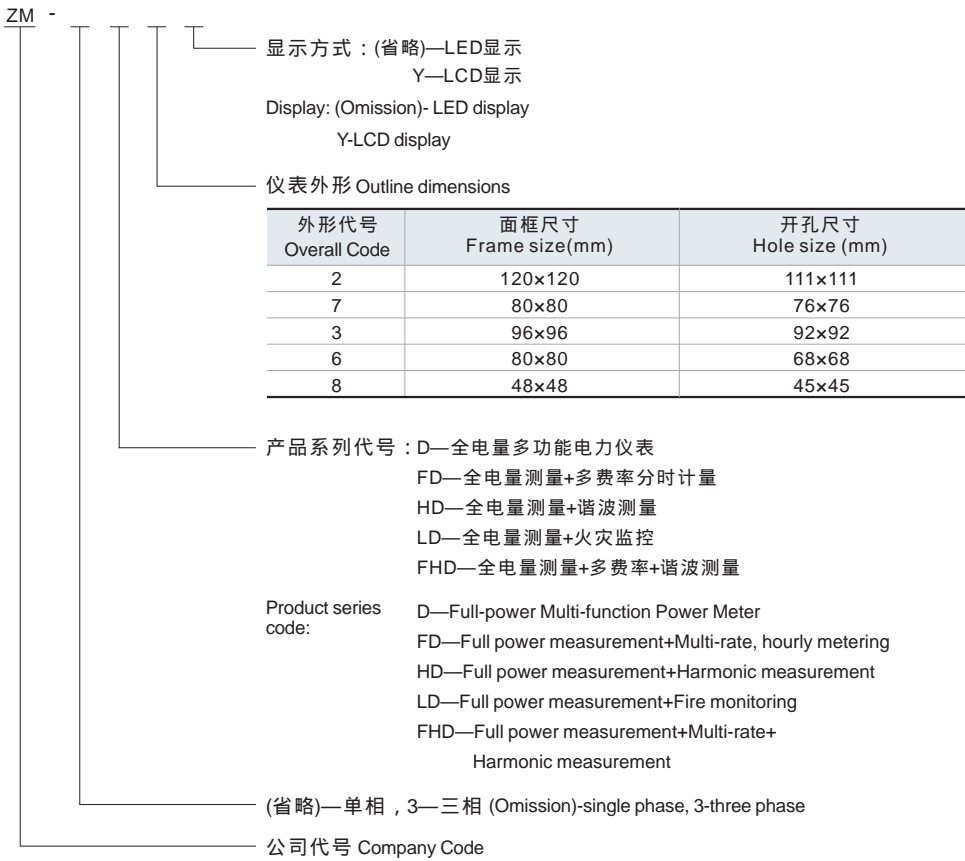 ZM -
显示方式：(省略)—LED显示
Y—LCD显示
Display: (Omission)- LED display
Y-LCD display
仪表外形 Outline dimensions
外形代号 面框尺寸 开孔尺寸
Overall Code Frame size(mm) Hole size (mm)
2 120×120 111×111
7 80×80 76×76
3 96×96 92×92
6 80×80 68×68
8 48×48 45×45
产品系列代号：D—全电量多功能电力仪表
FD—全电量测量+多费率分时计量
HD—全电量测量+谐波测量
LD—全电量测量+火灾监控
FHD—全电量测量+多费率+谐波测量
Product series
code:
D—Full-power Multi-function Power Meter
FD—Full power measurement+Multi-rate, hourly metering
HD—Full power measurement+Harmonic measurement
LD—Full power measurement+Fire monitoring
FHD—Full power measurement+Multi-rate+
Harmonic measurement
(省略)—单相，3—三相 (Omission)-single phase, 3-three phase
公司代号 Company Code